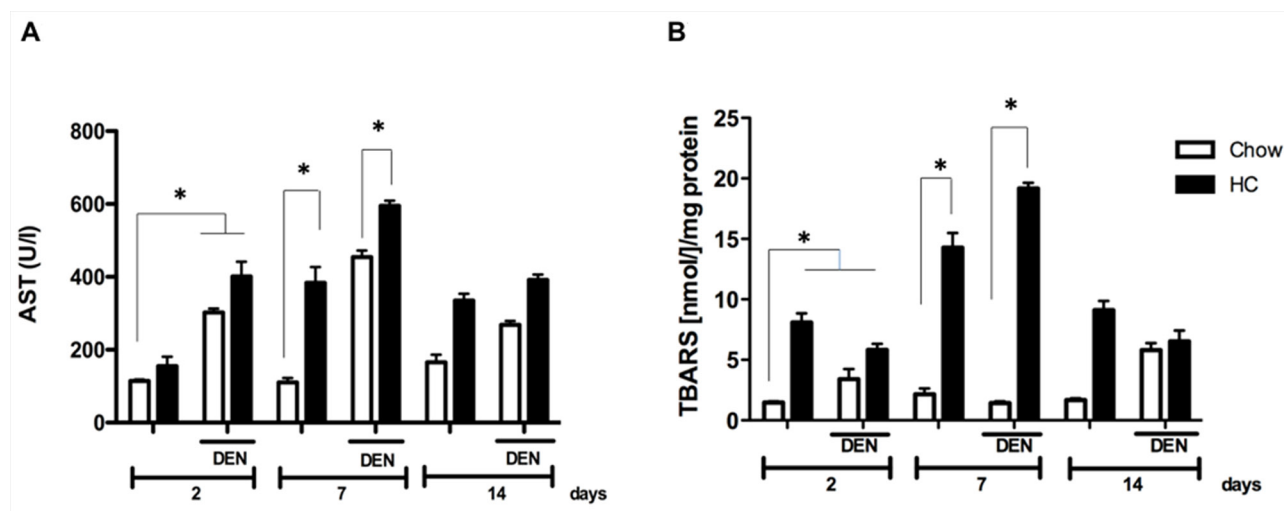 A
AST (U/l)
800
600
400
200
0
*
*
*
DEN
DEN
DEN
2
7
14
days
B
TBARS [nmol/]/mg protein
25
20
15
10
5
0
*
*
*
Chow
HC
DEN
DEN
DEN
2
7
14
days